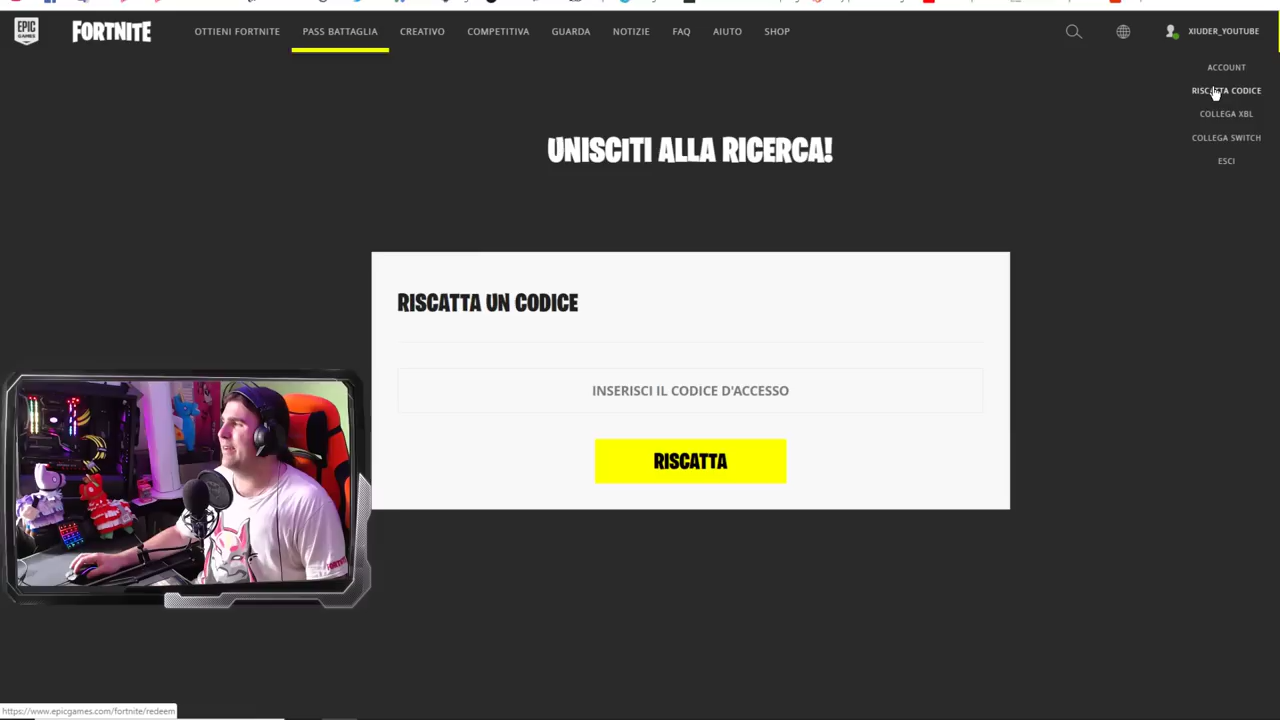 EPIC GAMES
FORTNITE
OTTIENI FORTNITE PASS BATTAGLIA CREATIVO COMPETITIVA GUARDA NOTIZIE FAQ AIUTO SHOP
XIUDER_YOUTUBE
ACCOUNT
RISCATTA CODICE
COLLEGA XBL
COLLEGA SWITCH
ESCI
UNISCITI ALLA RICERCA!
RISCATTA UN CODICE
INSERISCI IL CODICE D'ACCESSO
RISCATTA
https://www.epicgames.com/fortnite/redeem